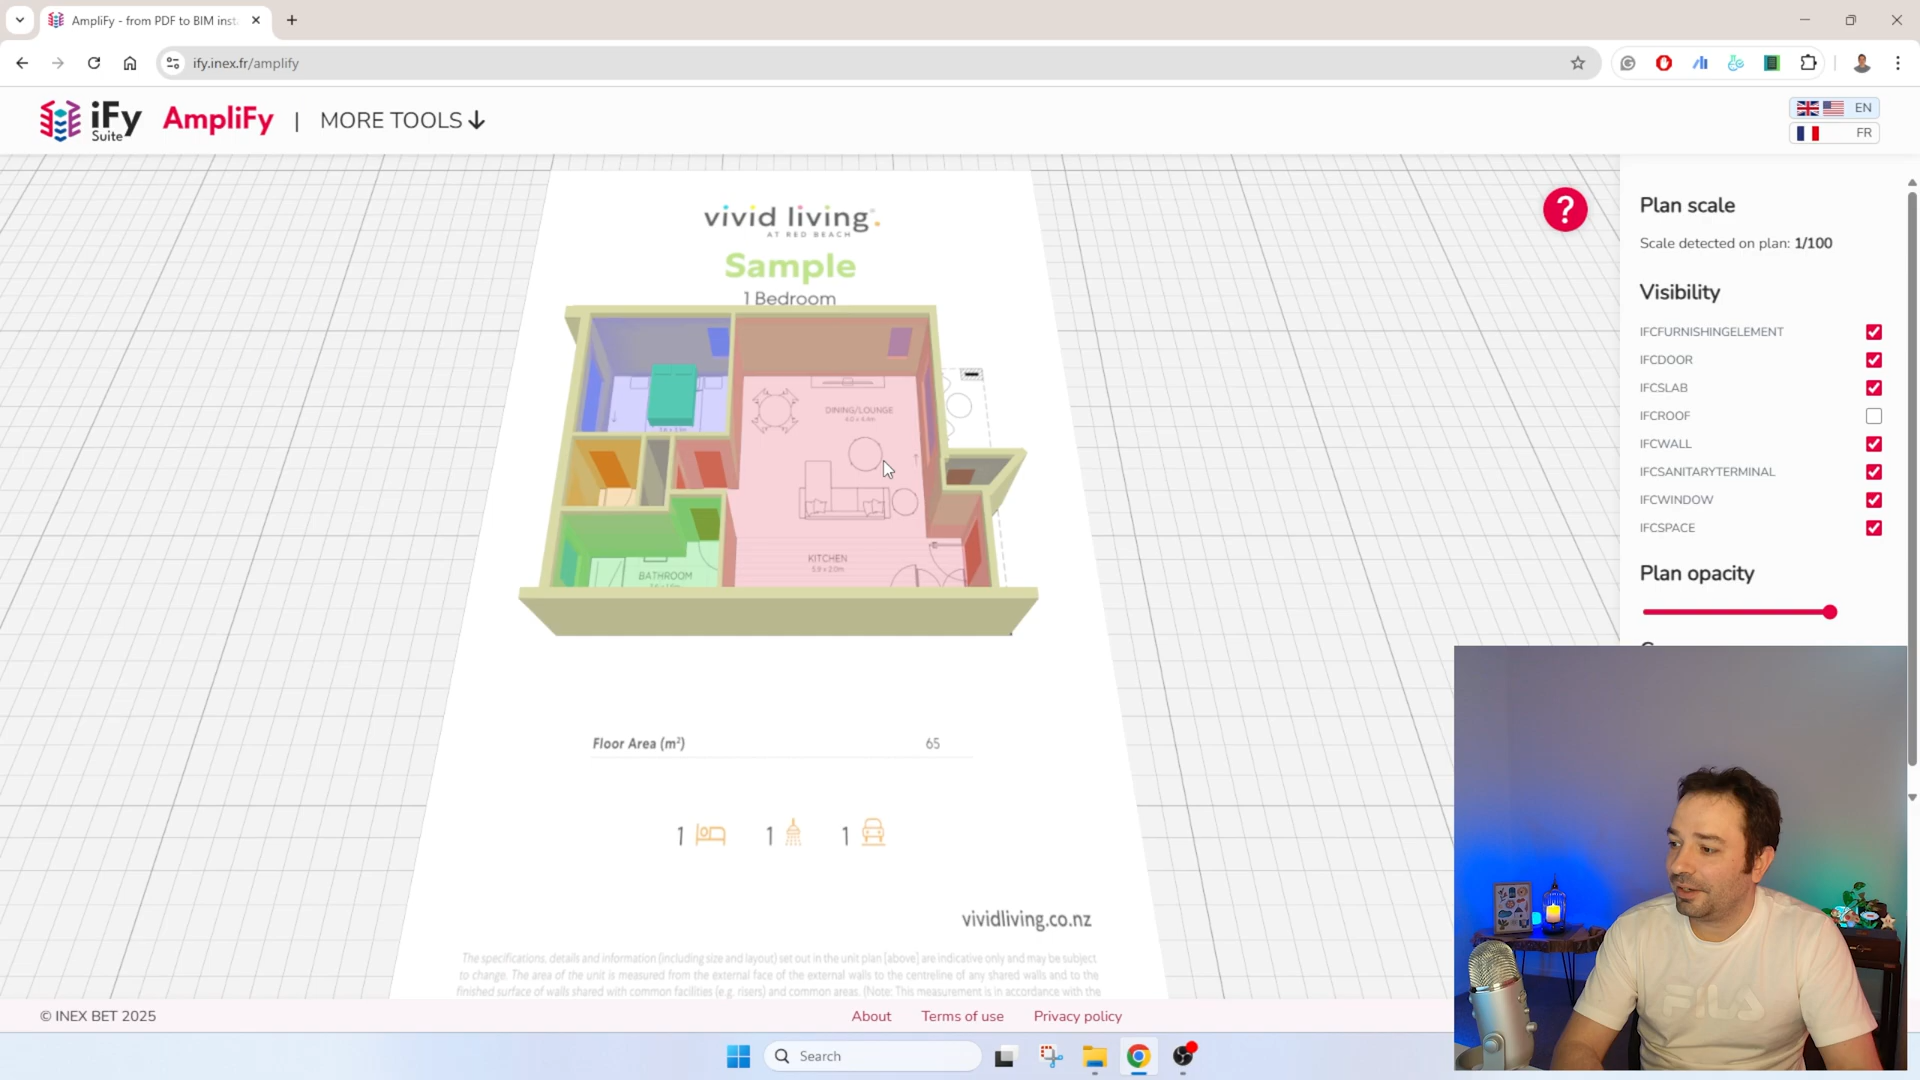 AmpliFy - from PDF to BIM inst
ify.inex.fr/amplify
iFy
Suite
AmpliFy
|
MORE TOOLS
EN
FR
vivid living
AT RED BEACH
Sample
1 Bedroom
DINING/LOUNGE
KITCHEN
BATHROOM
Floor Area (m²) 65
1 1 1
vividliving.co.nz
The specifications, details and information (including size and layout) set out in the unit plan [above] are indicative only and may be subject
to change. The area of the unit is measured from the external face of the external walls to the centreline of any shared walls and to the
finished surface of walls shared with common facilities (e.g. risers) and common areas. (Note: This measurement is in accordance with the
?
Plan scale
Scale detected on plan: 1/100
Visibility
IFCFURNISHINGELEMENT
IFCDOOR
IFCSLAB
IFCROOF
IFCWALL
IFCSANITARYTERMINAL
IFCWINDOW
IFCSPACE
Plan opacity
FILA
© INEX BET 2025
About
Terms of use
Privacy policy
Search